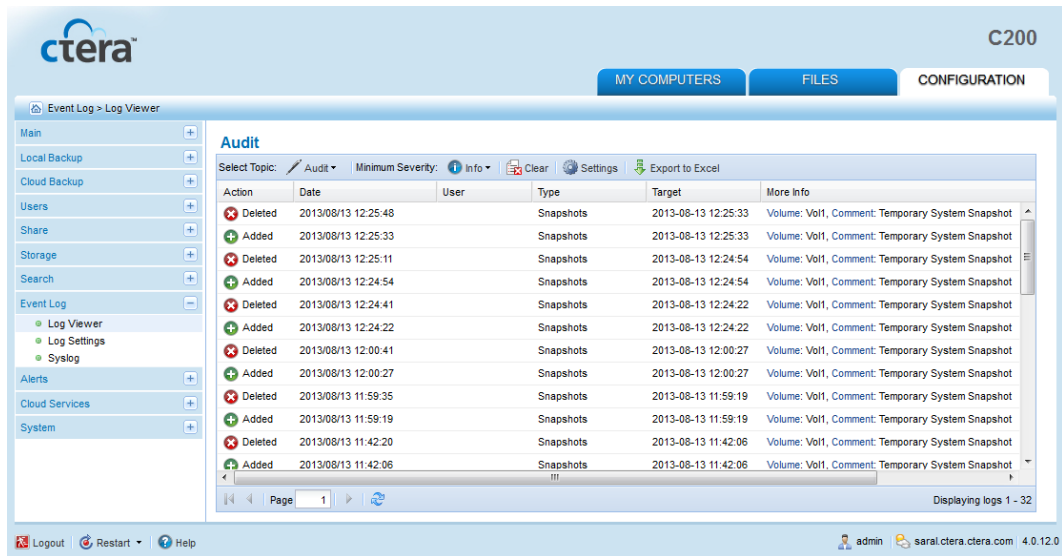 ctera™
C200
MY COMPUTERS FILES CONFIGURATION
Event Log > Log Viewer
Main
Local Backup
Cloud Backup
Users
Share
Storage
Search
Event Log
Log Viewer
Log Settings
Syslog
Alerts
Cloud Services
System
Audit
Select Topic: Audit Minimum Severity: Info Clear Settings Export to Excel
Action Date User Type Target More Info
Deleted 2013/08/13 12:25:48 Snapshots 2013-08-13 12:25:33 Volume: Vol1, Comment: Temporary System Snapshot
Added 2013/08/13 12:25:33 Snapshots 2013-08-13 12:25:33 Volume: Vol1, Comment: Temporary System Snapshot
Deleted 2013/08/13 12:25:11 Snapshots 2013-08-13 12:24:54 Volume: Vol1, Comment: Temporary System Snapshot
Added 2013/08/13 12:24:54 Snapshots 2013-08-13 12:24:54 Volume: Vol1, Comment: Temporary System Snapshot
Deleted 2013/08/13 12:24:41 Snapshots 2013-08-13 12:24:22 Volume: Vol1, Comment: Temporary System Snapshot
Added 2013/08/13 12:24:22 Snapshots 2013-08-13 12:24:22 Volume: Vol1, Comment: Temporary System Snapshot
Deleted 2013/08/13 12:00:41 Snapshots 2013-08-13 12:00:27 Volume: Vol1, Comment: Temporary System Snapshot
Added 2013/08/13 12:00:27 Snapshots 2013-08-13 12:00:27 Volume: Vol1, Comment: Temporary System Snapshot
Deleted 2013/08/13 11:59:35 Snapshots 2013-08-13 11:59:19 Volume: Vol1, Comment: Temporary System Snapshot
Added 2013/08/13 11:59:19 Snapshots 2013-08-13 11:59:19 Volume: Vol1, Comment: Temporary System Snapshot
Deleted 2013/08/13 11:42:20 Snapshots 2013-08-13 11:42:06 Volume: Vol1, Comment: Temporary System Snapshot
Added 2013/08/13 11:42:06 Snapshots 2013-08-13 11:42:06 Volume: Vol1, Comment: Temporary System Snapshot
Page 1 Displaying logs 1 - 32
Logout Restart Help admin saral.ctera.ctera.com 4.0.12.0